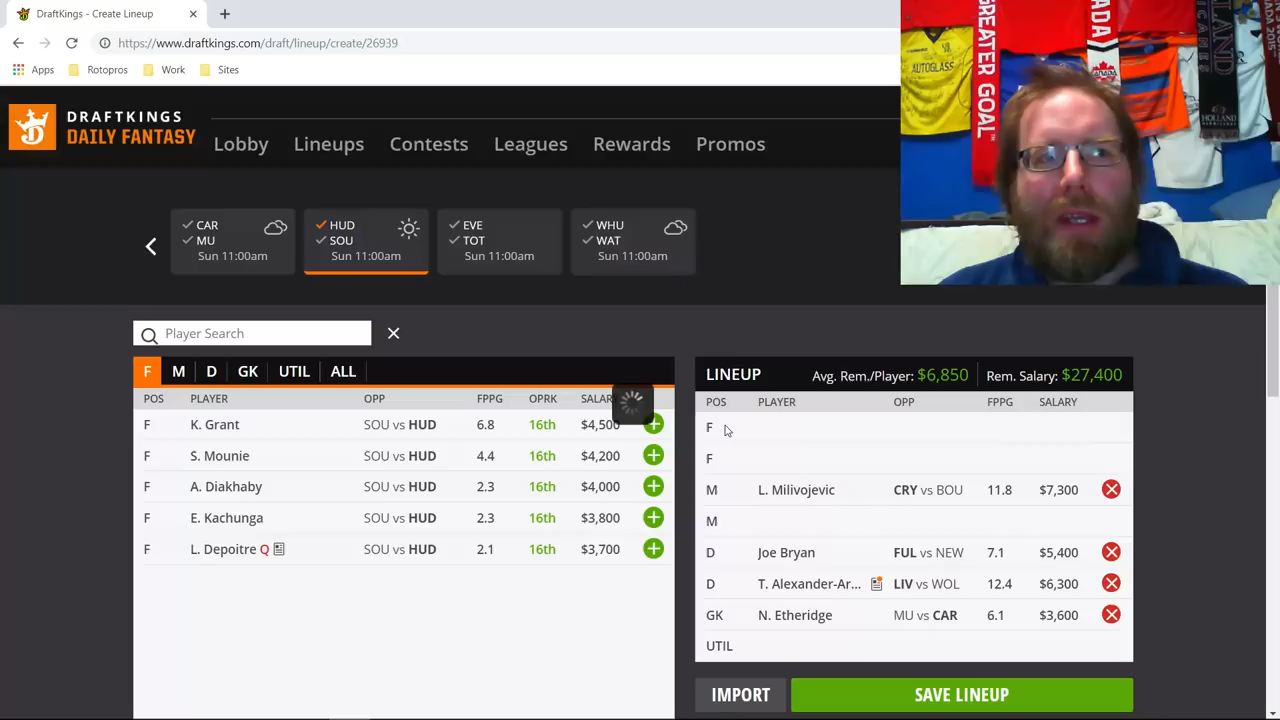 DraftKings - Create Lineup
https://www.draftkings.com/draft/lineup/create/26939
Apps Rotopros Work Sites
DRAFTKINGS
DAILY FANTASY
Lobby Lineups Contests Leagues Rewards Promos
CAR
MU
Sun 11:00am
HUD
SOU
Sun 11:00am
EVE
TOT
Sun 11:00am
WHU
WAT
Sun 11:00am
Player Search
F M D GK UTIL ALL
POS PLAYER OPP FPPG OPRK SALARY
F K. Grant SOU vs HUD 6.8 16th $4,500
F S. Mounie SOU vs HUD 4.4 16th $4,200
F A. Diakhaby SOU vs HUD 2.3 16th $4,000
F E. Kachunga SOU vs HUD 2.3 16th $3,800
F L. Depoitre Q SOU vs HUD 2.1 16th $3,700
LINEUP Avg. Rem./Player: $6,850 Rem. Salary: $27,400
POS PLAYER OPP FPPG SALARY
F
F
M L. Milivojevic CRY vs BOU 11.8 $7,300
M
D Joe Bryan FUL vs NEW 7.1 $5,400
D T. Alexander-Ar... LIV vs WOL 12.4 $6,300
GK N. Etheridge MU vs CAR 6.1 $3,600
UTIL
IMPORT SAVE LINEUP
AUTOGLASS
GREATER GOAL
HOLLAND